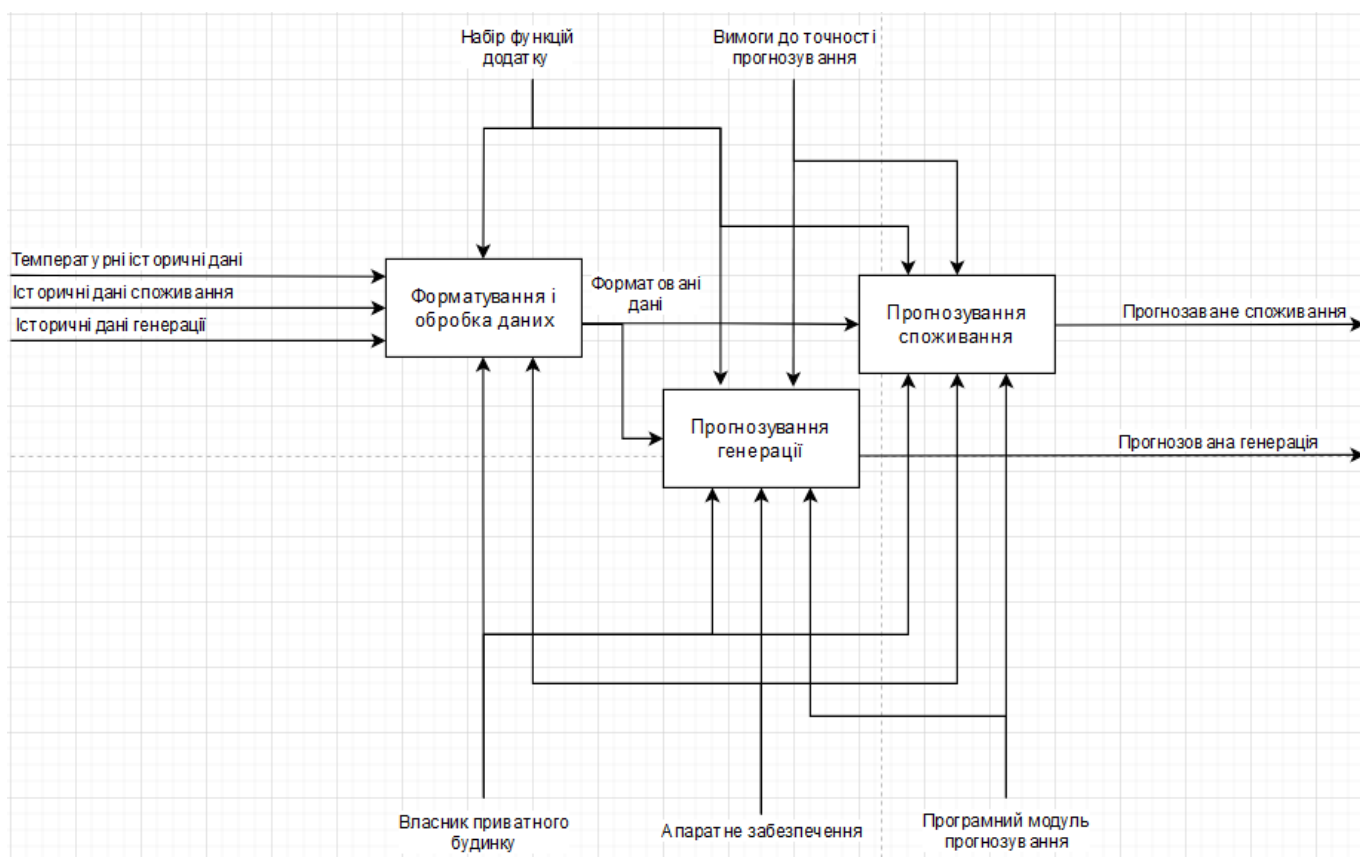 Набір функцій
додатку
Вимоги до точності
прогнозування
Температурні історичні дані
Історичні дані споживання
Історичні дані генерації
Форматування і
обробка даних
Форматовані
дані
Прогнозування
споживання
Прогнозаване споживання
Прогнозування
генерації
Прогнозована генерація
Власник приватного
будинку
Апаратне забезпечення
Програмний модуль
прогнозування